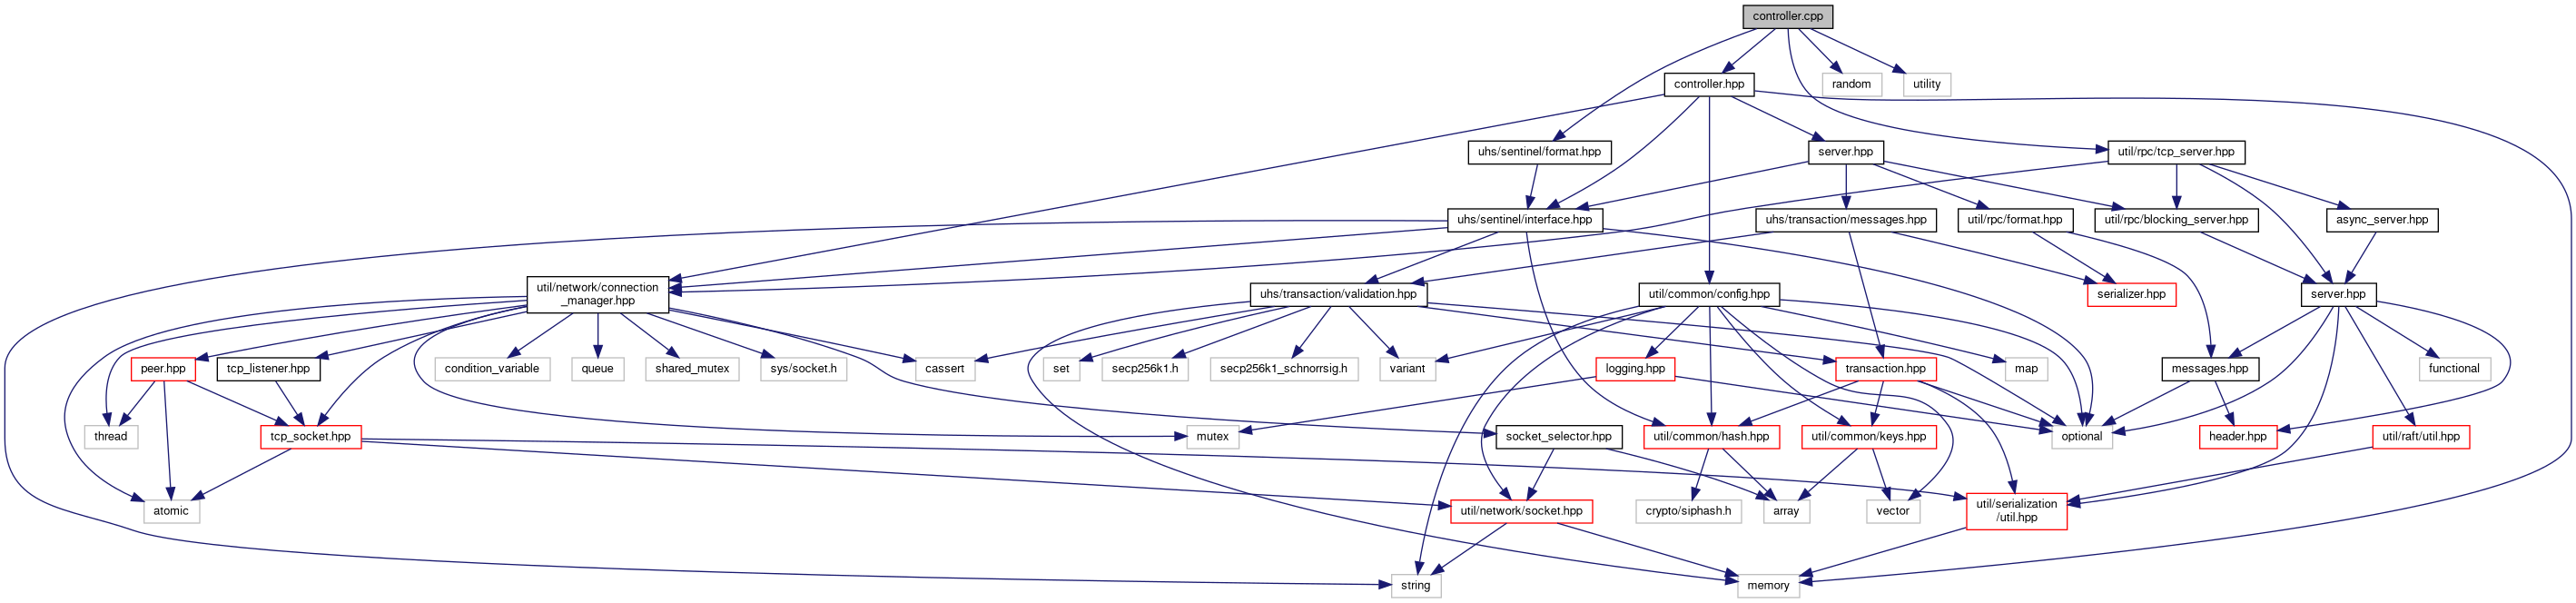 controller.cpp
controller.hpp
random
utility
uhs/sentinel/format.hpp
server.hpp
util/rpc/tcp_server.hpp
uhs/sentinel/interface.hpp
uhs/transaction/messages.hpp
util/rpc/format.hpp
util/rpc/blocking_server.hpp
async_server.hpp
util/network/connection
_manager.hpp
uhs/transaction/validation.hpp
util/common/config.hpp
serializer.hpp
server.hpp
peer.hpp
tcp_listener.hpp
condition_variable
queue
shared_mutex
sys/socket.h
cassert
set
secp256k1.h
secp256k1_schnorrsig.h
variant
logging.hpp
transaction.hpp
map
messages.hpp
functional
thread
tcp_socket.hpp
mutex
socket_selector.hpp
util/common/hash.hpp
util/common/keys.hpp
optional
header.hpp
util/raft/util.hpp
atomic
util/network/socket.hpp
crypto/siphash.h
array
vector
util/serialization
/util.hpp
string
memory